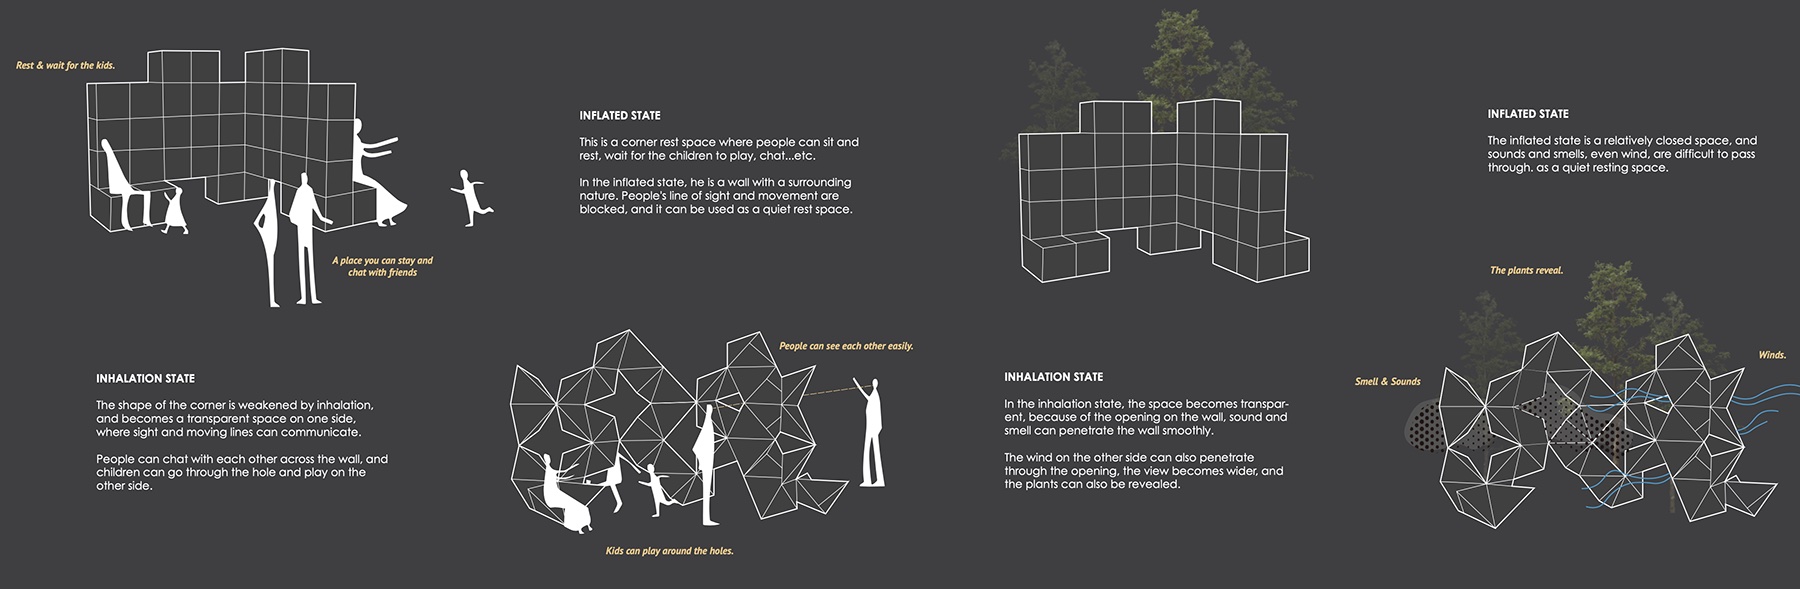 Rest & wait for the kids.
A place you can stay and
chat with friends
INFLATED STATE
This is a corner rest space where people can sit and
rest, wait for the children to play, chat...etc.
In the inflated state, he is a wall with a surrounding
nature. People's line of sight and movement are
blocked, and it can be used as a quiet rest space.
INHALATION STATE
The shape of the corner is weakened by inhalation,
and becomes a transparent space on one side,
where sight and moving lines can communicate.
People can chat with each other across the wall, and
children can go through the hole and play on the
other side.
People can see each other easily.
Kids can play around the holes.
INFLATED STATE
The inflated state is a relatively closed space, and
sounds and smells, even wind, are difficult to pass
through. as a quiet resting space.
INHALATION STATE
In the inhalation state, the space becomes transpar-
ent, because of the opening on the wall, sound and
smell can penetrate the wall smoothly.
The wind on the other side can also penetrate
through the opening, the view becomes wider, and
the plants can also be revealed.
The plants reveal.
Winds.
Smell & Sounds